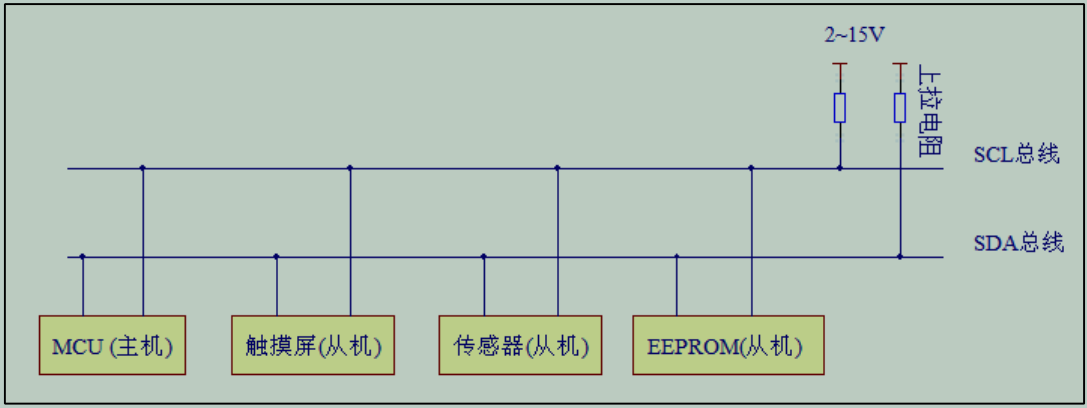 2~15V
上拉电阻
SCL总线
SDA总线
MCU (主机)
触摸屏(从机)
传感器(从机)
EEPROM(从机)